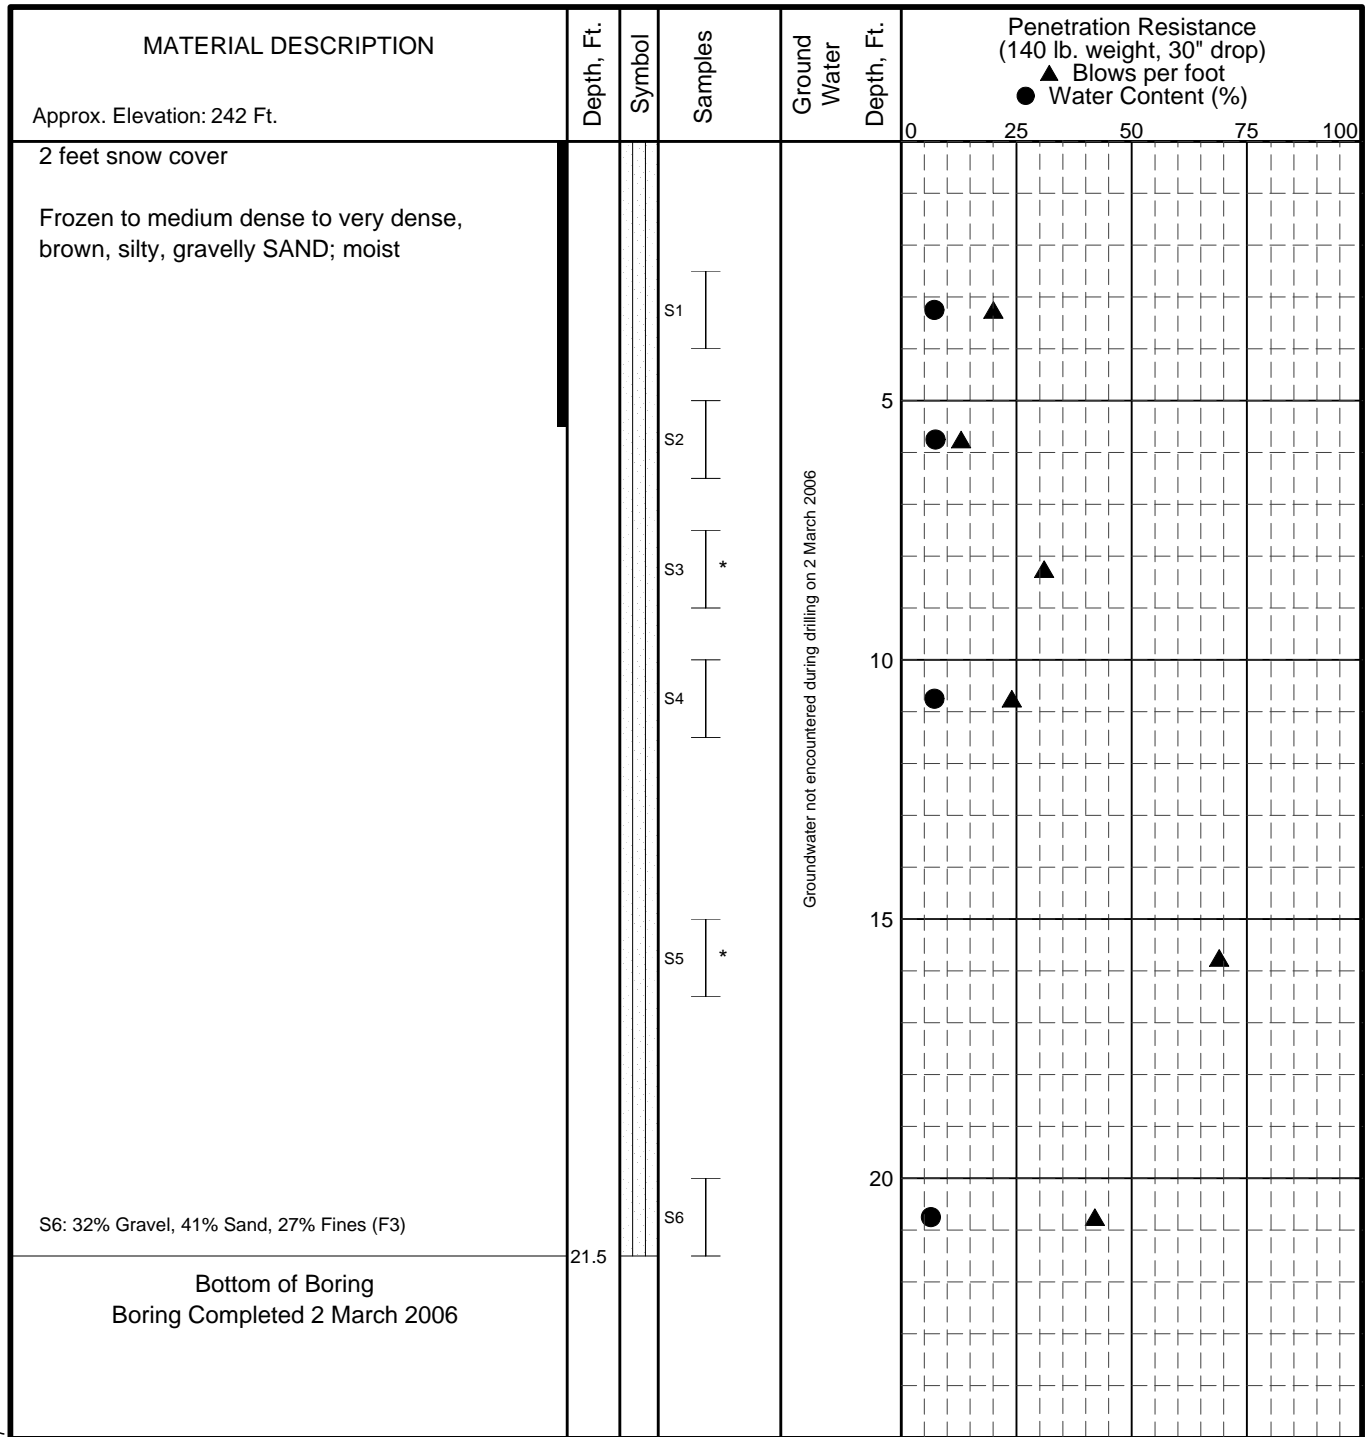 MATERIAL DESCRIPTION
Approx. Elevation: 242 Ft.
Depth, Ft.
Symbol
Samples
Ground
Water
Depth, Ft.
Penetration Resistance
(140 lb. weight, 30" drop)
▲ Blows per foot
● Water Content (%)
0 25 50 75 100
2 feet snow cover
Frozen to medium dense to very dense,
brown, silty, gravelly SAND; moist
S1
5
S2
S3 *
Groundwater not encountered during drilling on 2 March 2006
10
S4
15
S5 *
20
S6
S6: 32% Gravel, 41% Sand, 27% Fines (F3)
21.5
Bottom of Boring
Boring Completed 2 March 2006